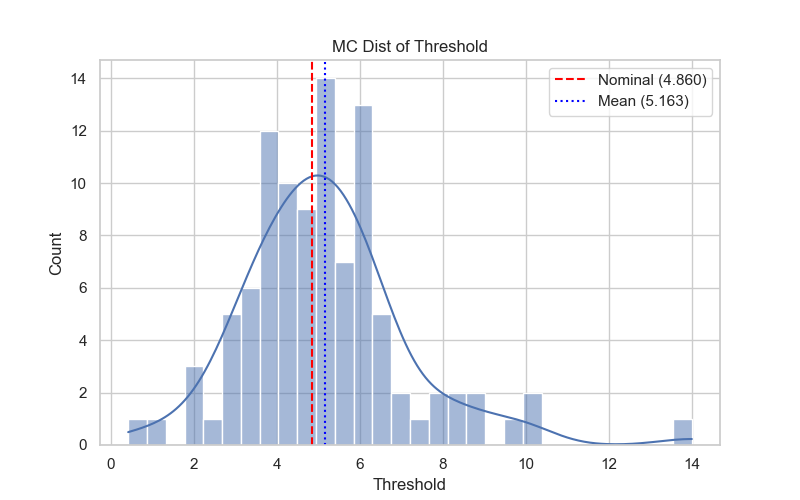 MC Dist of Threshold
Nominal (4.860)
Mean (5.163)
Count
14
12
10
8
6
4
2
0
0 2 4 6 8 10 12 14
Threshold